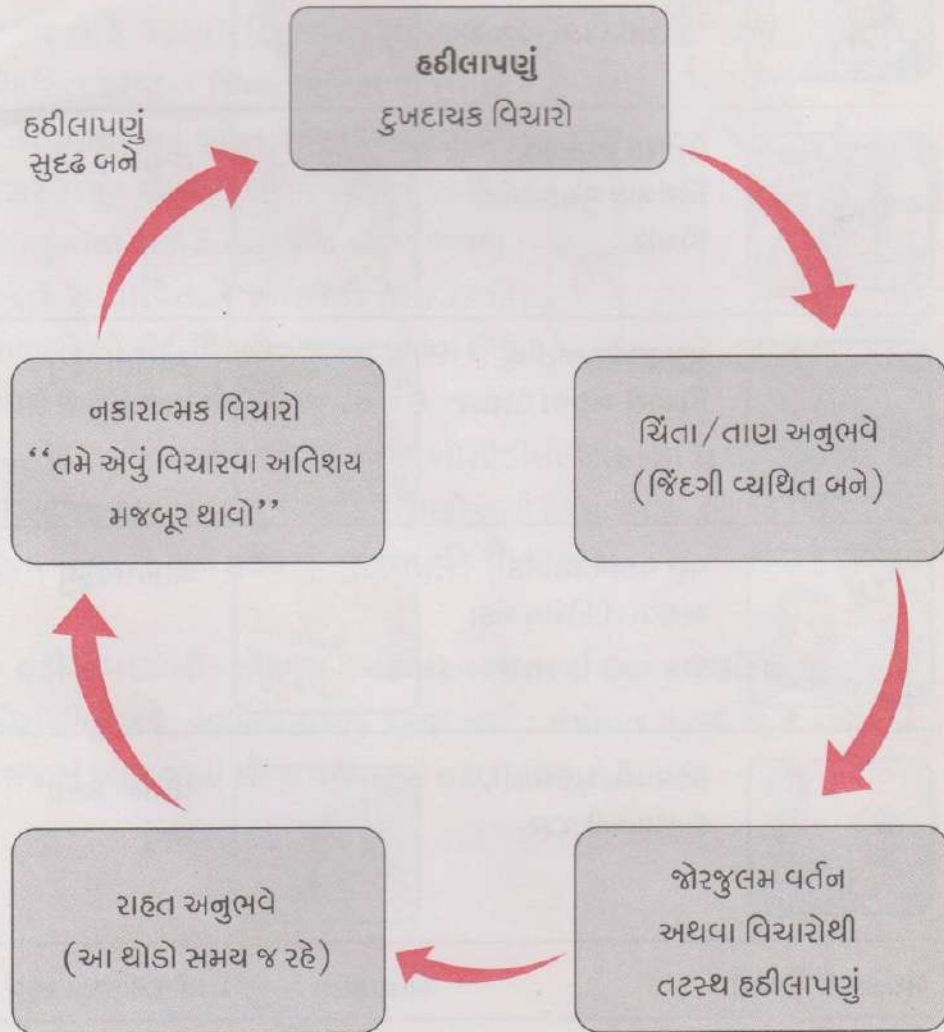 હઠીલાપણું
દુખદાયક વિચારો
હઠીલાપણું
સુદૃઢ બને
નકારાત્મક વિચારો
‘‘તમે એવું વિચારવા અતિશય
મજબૂર થાવો’’
ચિંતા/તાણ અનુભવે
(જિંદગી વ્યથિત બને)
રાહત અનુભવે
(આ થોડો સમય જ રહે)
જોરજુલમ વર્તન
અથવા વિચારોથી
તટસ્થ હઠીલાપણું